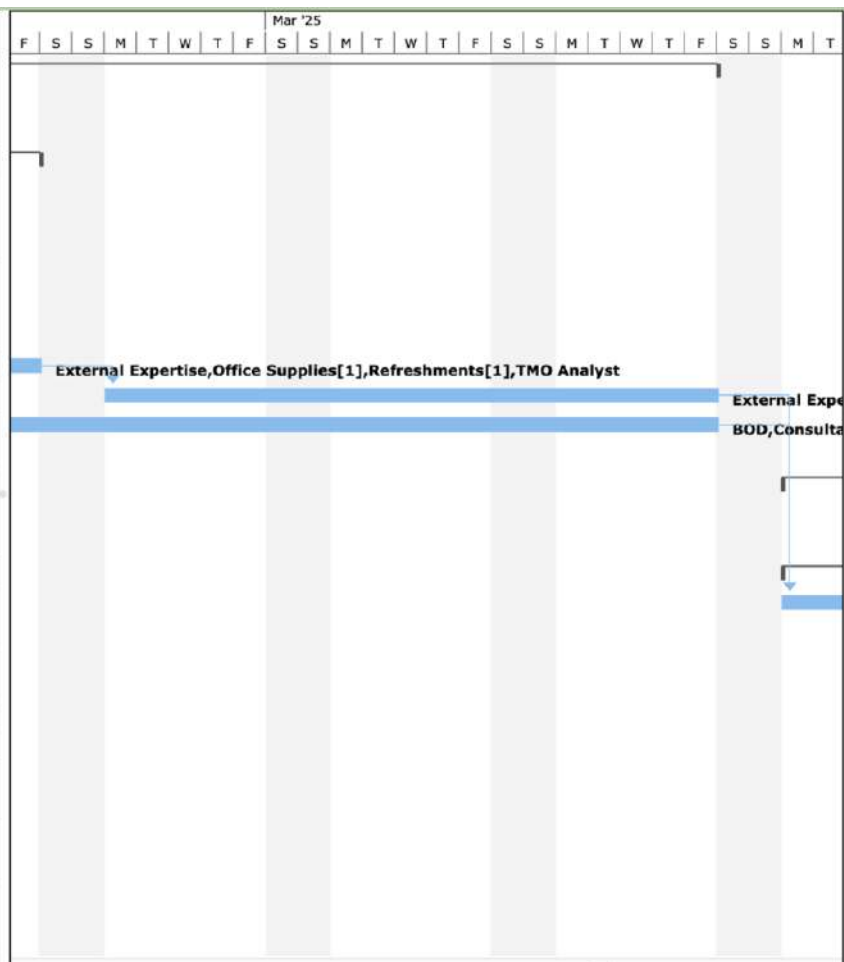 Mar '25
F S S M T W T F S S M T W T F S S M T W T F S S M T
External Expertise,Office Supplies[1],Refreshments[1],TMO Analyst
External Expe
BOD,Consulta